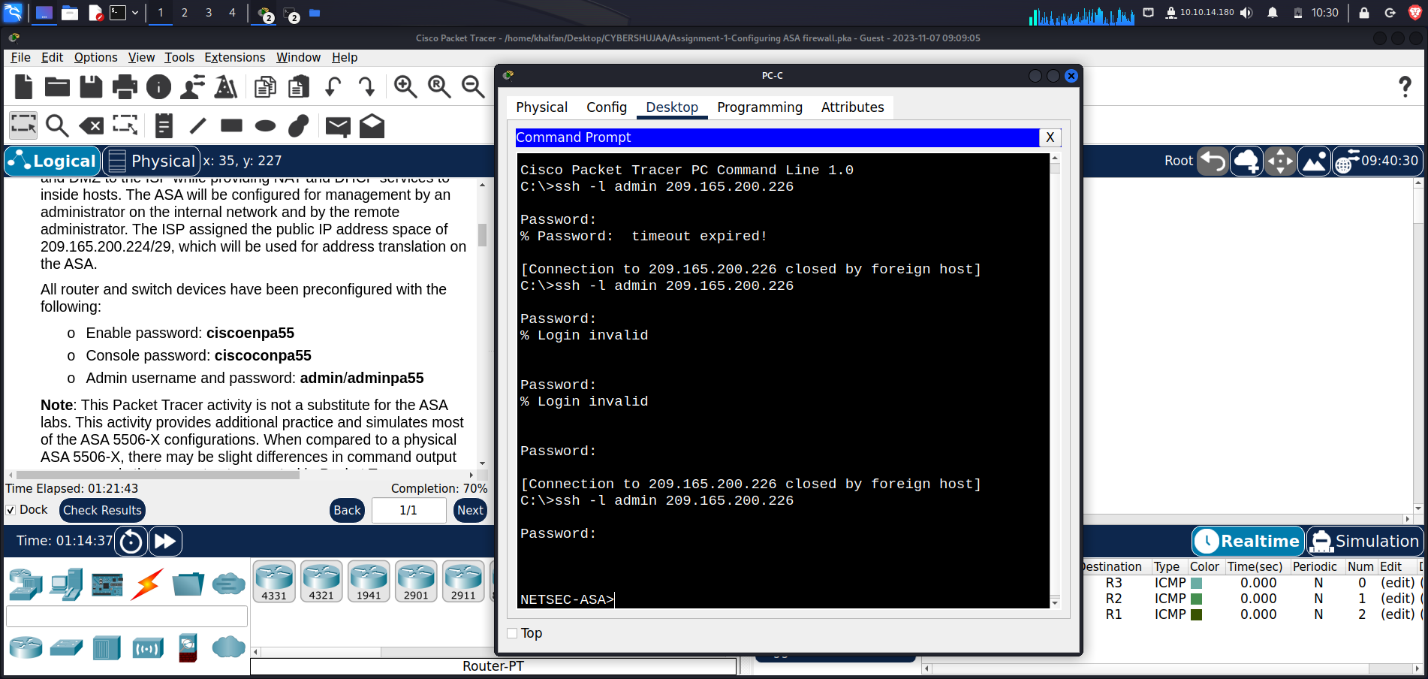 1 2 3 4 2 2 10.10.14.180 10:30
Cisco Packet Tracer - /home/khalfan/Desktop/CYBERSHUJAA/Assignment-1-Configuring ASA firewall.pka - Guest - 2023-11-07 09:09:05
File Edit Options View Tools Extensions Window Help
Logical Physical x: 35, y: 227
Root 09:40:30
and DMZ to the ISP while providing NAT and DHCP services to
inside hosts. The ASA will be configured for management by an
administrator on the internal network and by the remote
administrator. The ISP assigned the public IP address space of
209.165.200.224/29, which will be used for address translation on
the ASA.
All router and switch devices have been preconfigured with the
following:
o Enable password: ciscoenpa55
o Console password: ciscoconpa55
o Admin username and password: admin/adminpa55
Note: This Packet Tracer activity is not a substitute for the ASA
labs. This activity provides additional practice and simulates most
of the ASA 5506-X configurations. When compared to a physical
ASA 5506-X, there may be slight differences in command output
Time Elapsed: 01:21:43 Completion: 70%
Dock Check Results Back 1/1 Next
Time: 01:14:37
4331 4321 1941 2901 2911
Router-PT
PC-C
Physical Config Desktop Programming Attributes
Command Prompt X
Cisco Packet Tracer PC Command Line 1.0
C:\>ssh -l admin 209.165.200.226
Password:
% Password:  timeout expired!
[Connection to 209.165.200.226 closed by foreign host]
C:\>ssh -l admin 209.165.200.226
Password:
% Login invalid
Password:
% Login invalid
Password:
[Connection to 209.165.200.226 closed by foreign host]
C:\>ssh -l admin 209.165.200.226
Password:
NETSEC-ASA>
Top
Realtime Simulation
Destination Type Color Time(sec) Periodic Num Edit
R3 ICMP 0.000 N 0 (edit)
R2 ICMP 0.000 N 1 (edit)
R1 ICMP 0.000 N 2 (edit)